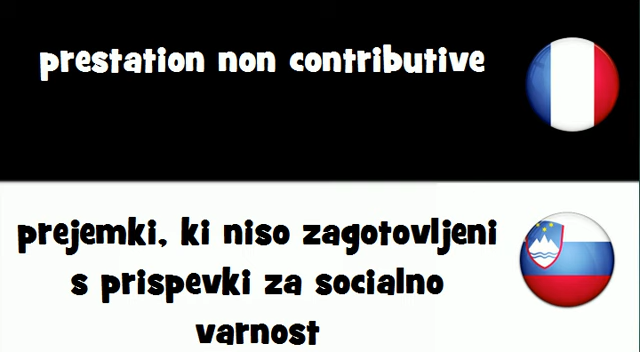 prestation non contributive
prejemki, ki niso zagotovljeni
s prispevki za socialno
varnost